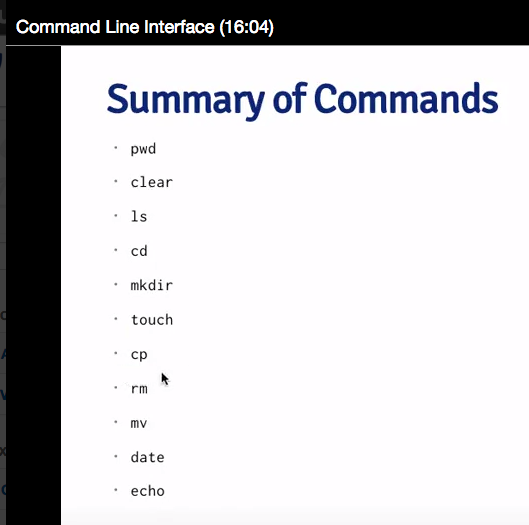 Command Line Interface (16:04)
Summary of Commands
pwd
clear
ls
cd
mkdir
touch
cp
rm
mv
date
echo